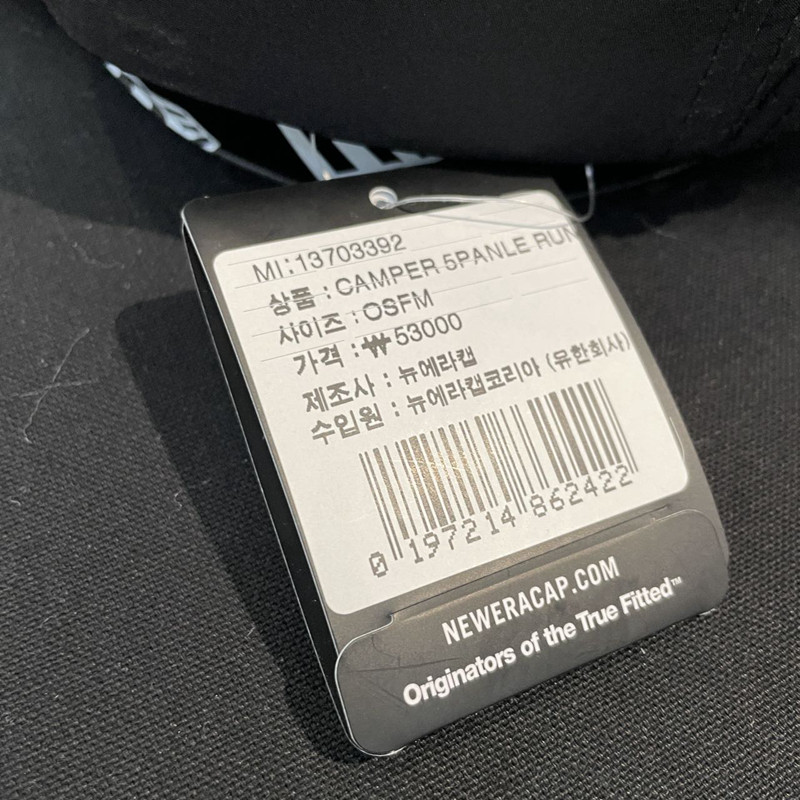 MI:13703392
상품 : CAMPER 5PANLE RUN
사이즈 : OSFM
가격 : ₩53000
제조사 : 뉴에라캡
수입원 : 뉴에라캡코리아 (유한회사)
0 197214 862422
NEWERACAP.COM
Originators of the True Fitted™